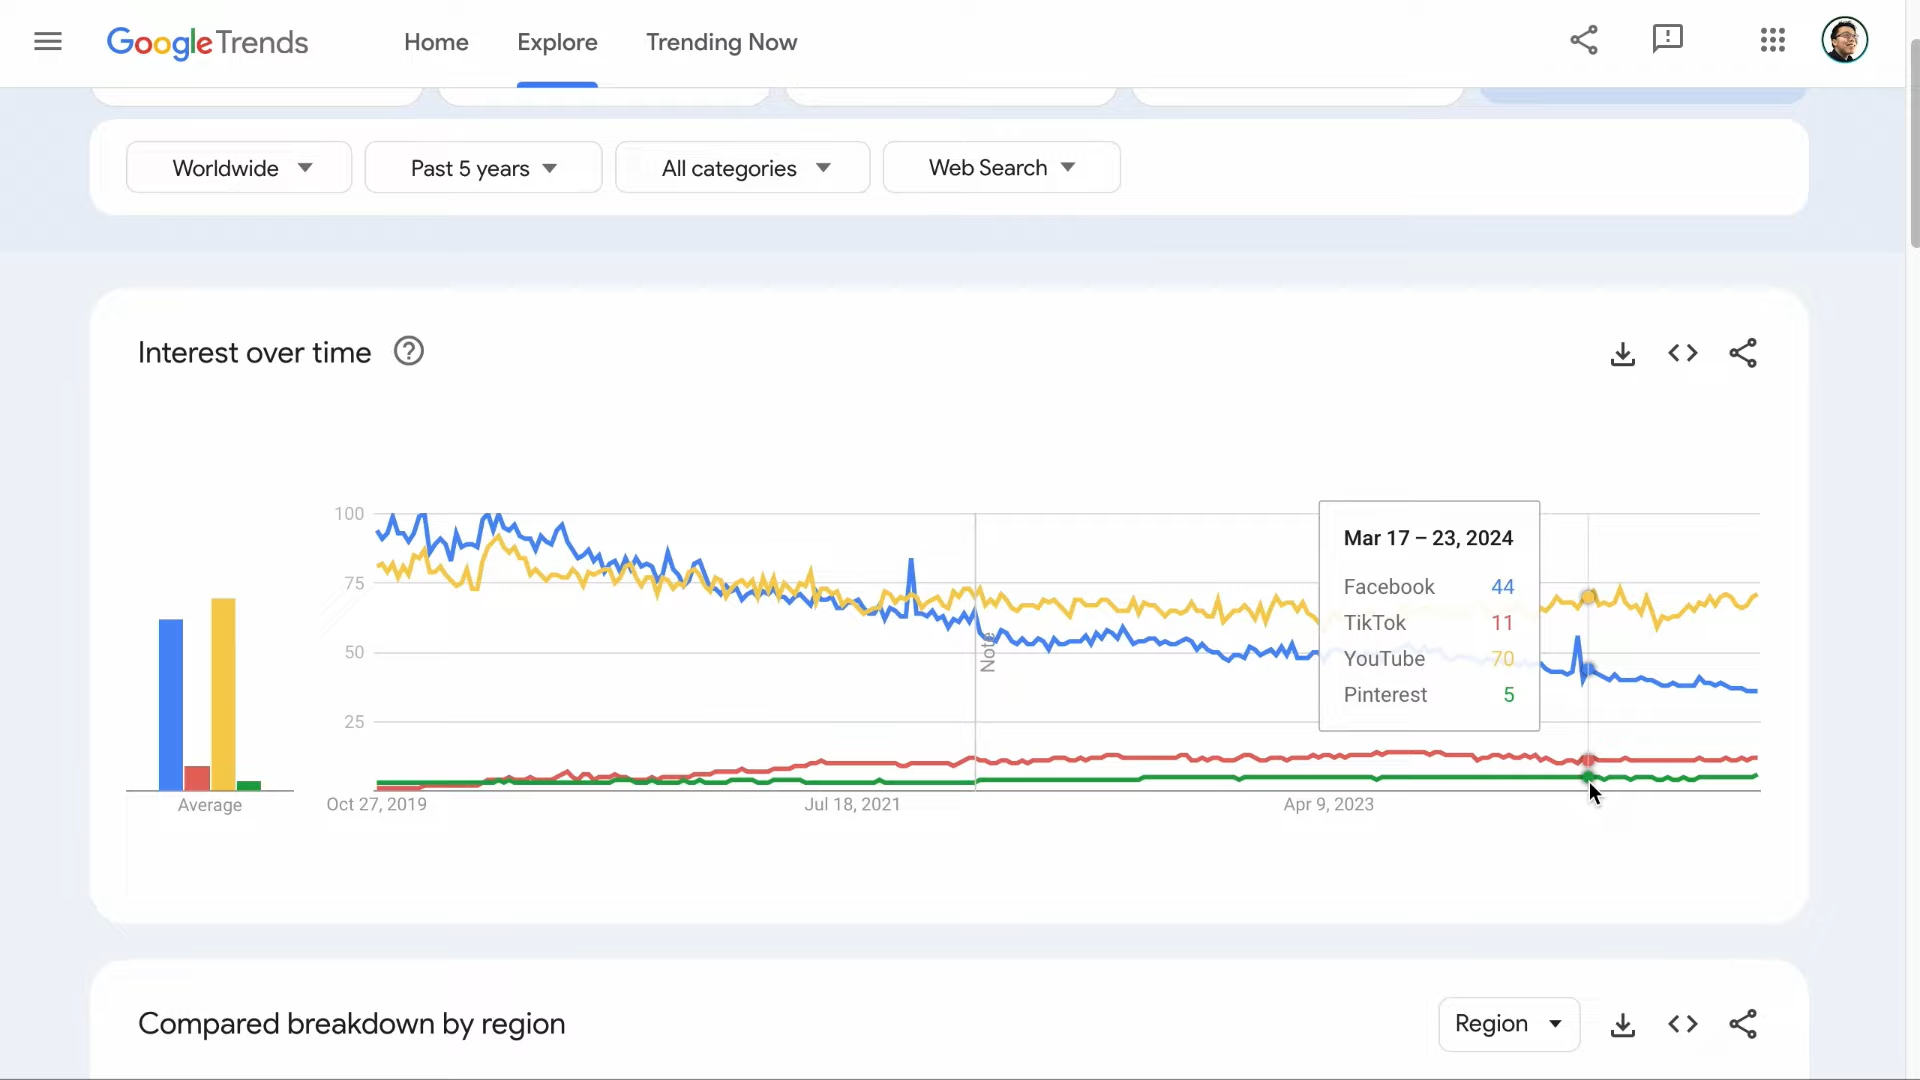 Google Trends
Home
Explore
Trending Now
Worldwide
Past 5 years
All categories
Web Search
Interest over time
100
75
50
25
Note
Mar 17 – 23, 2024
Facebook 44
TikTok 11
YouTube 70
Pinterest 5
Average
Oct 27, 2019
Jul 18, 2021
Apr 9, 2023
Compared breakdown by region
Region